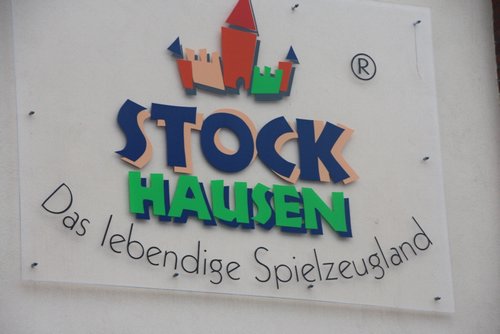 ®
STOCK
HAUSEN
Das lebendige Spielzeugland